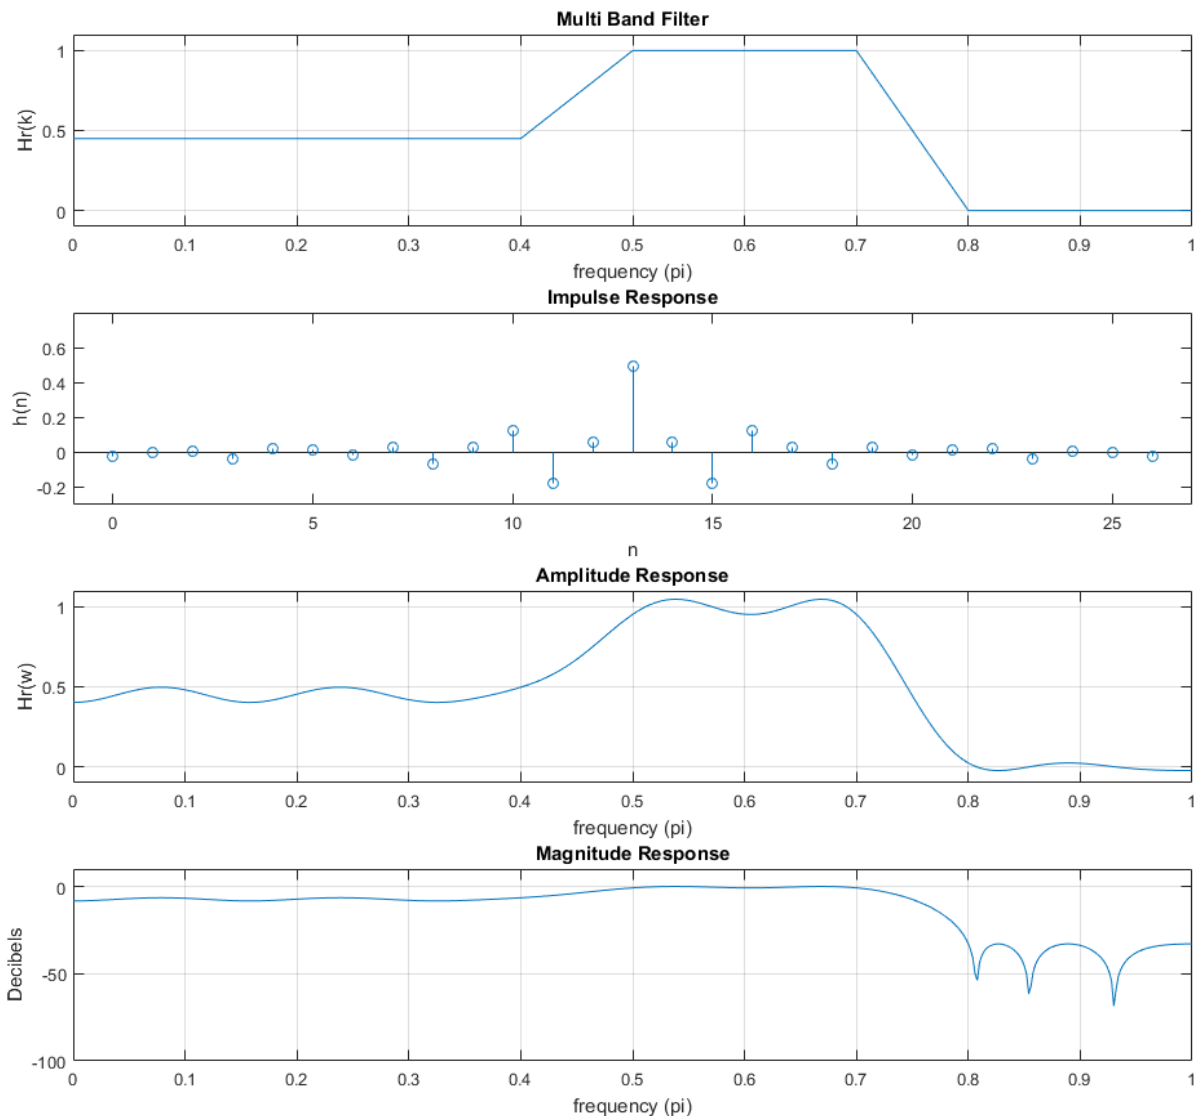 Multi Band Filter
1
0.5
0
Hr(k)
0 0.1 0.2 0.3 0.4 0.5 0.6 0.7 0.8 0.9 1
frequency (pi)
Impulse Response
0.6
0.4
0.2
0
-0.2
h(n)
0 5 10 15 20 25
n
Amplitude Response
1
0.5
0
Hr(w)
0 0.1 0.2 0.3 0.4 0.5 0.6 0.7 0.8 0.9 1
frequency (pi)
Magnitude Response
0
-50
-100
Decibels
0 0.1 0.2 0.3 0.4 0.5 0.6 0.7 0.8 0.9 1
frequency (pi)